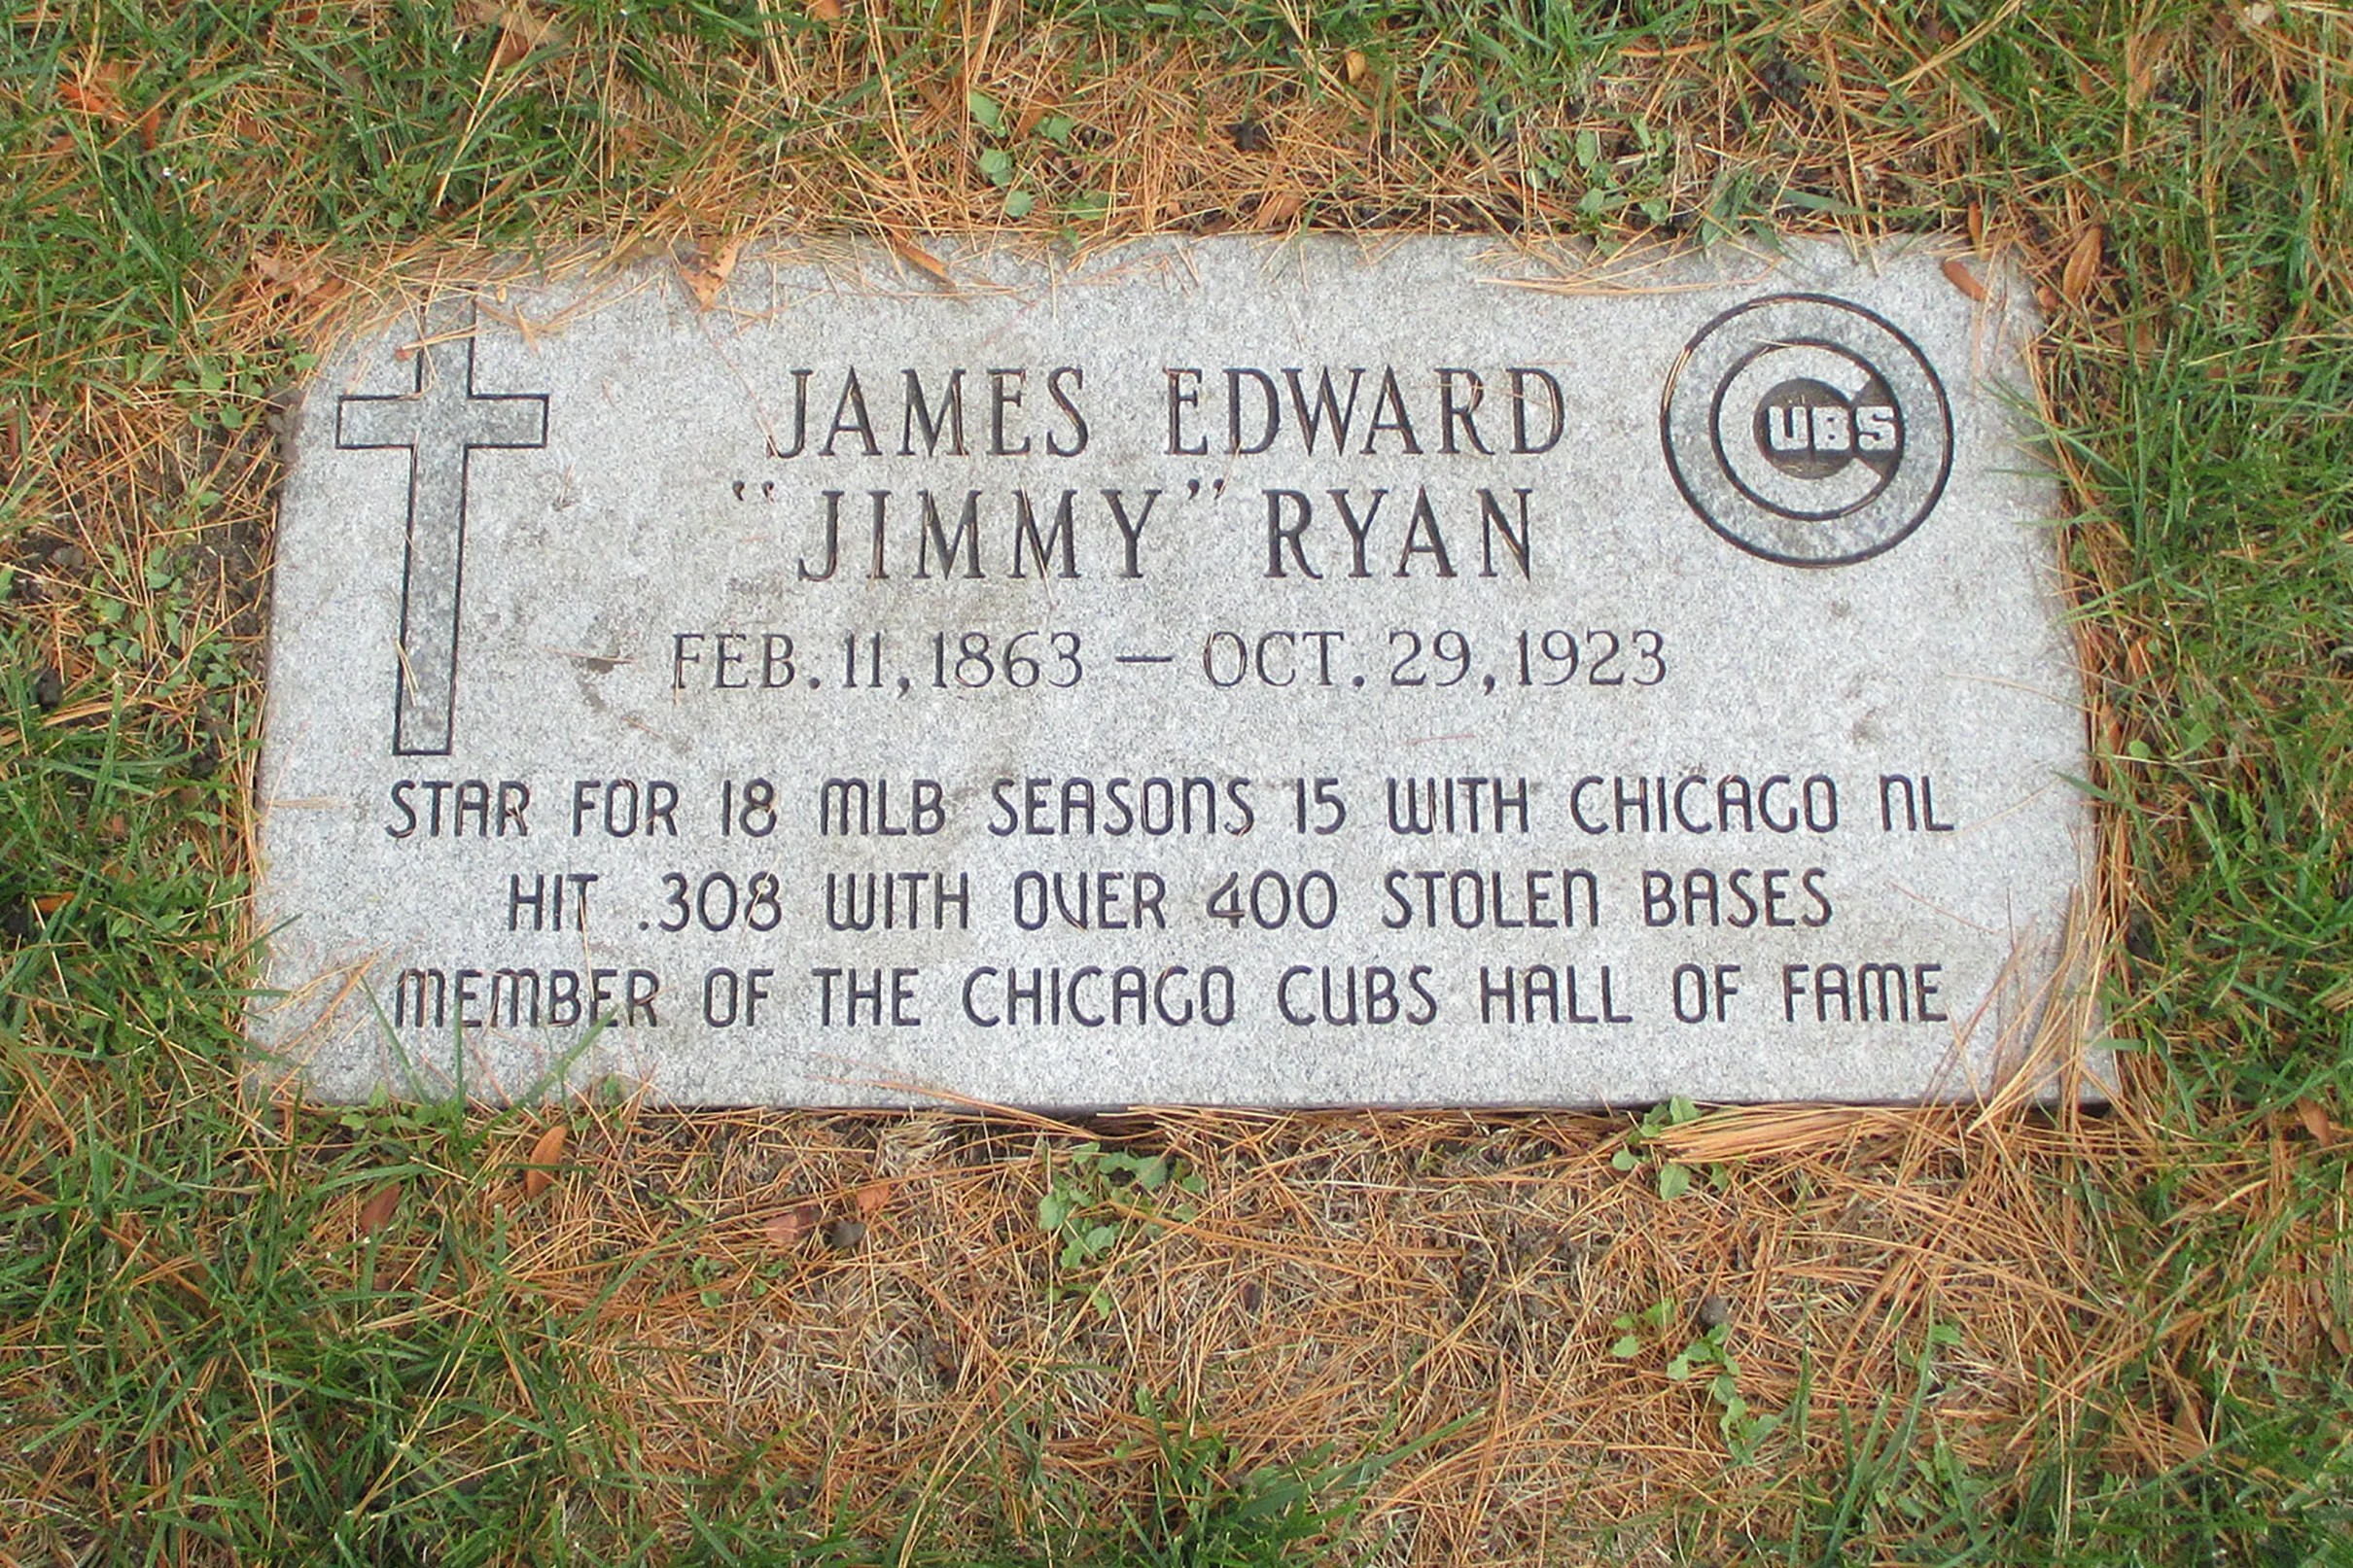 JAMES EDWARD
"JIMMY" RYAN
FEB. 11, 1863 — OCT. 29, 1923
CUBS
STAR FOR 18 MLB SEASONS 15 WITH CHICAGO NL
HIT .308 WITH OVER 400 STOLEN BASES
MEMBER OF THE CHICAGO CUBS HALL OF FAME